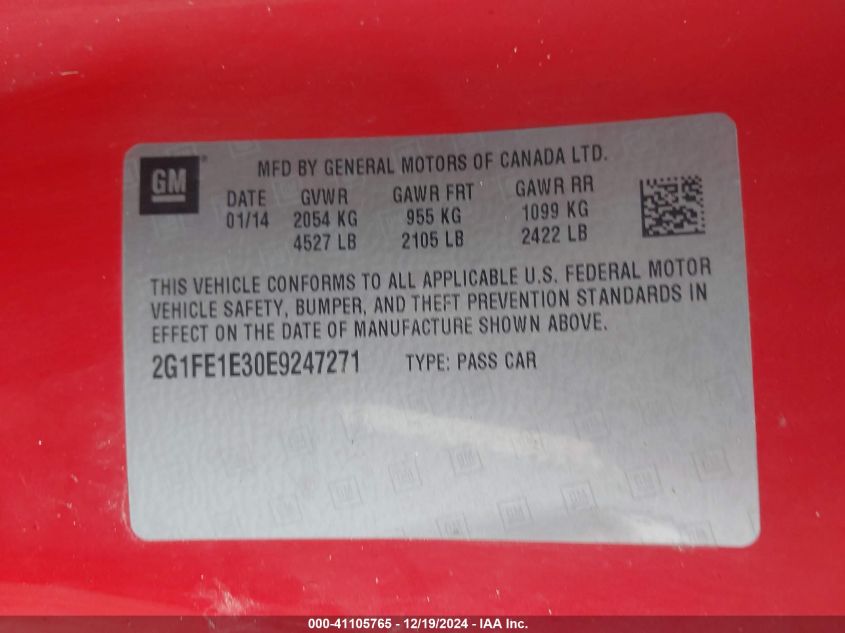 GM®
MFD BY GENERAL MOTORS OF CANADA LTD.
DATE GVWR GAWR FRT GAWR RR
01/14 2054 KG 955 KG 1099 KG
4527 LB 2105 LB 2422 LB
THIS VEHICLE CONFORMS TO ALL APPLICABLE U.S. FEDERAL MOTOR
VEHICLE SAFETY, BUMPER, AND THEFT PREVENTION STANDARDS IN
EFFECT ON THE DATE OF MANUFACTURE SHOWN ABOVE.
2G1FE1E30E9247271 TYPE: PASS CAR
000-41105765 - 12/19/2024 - IAA Inc.